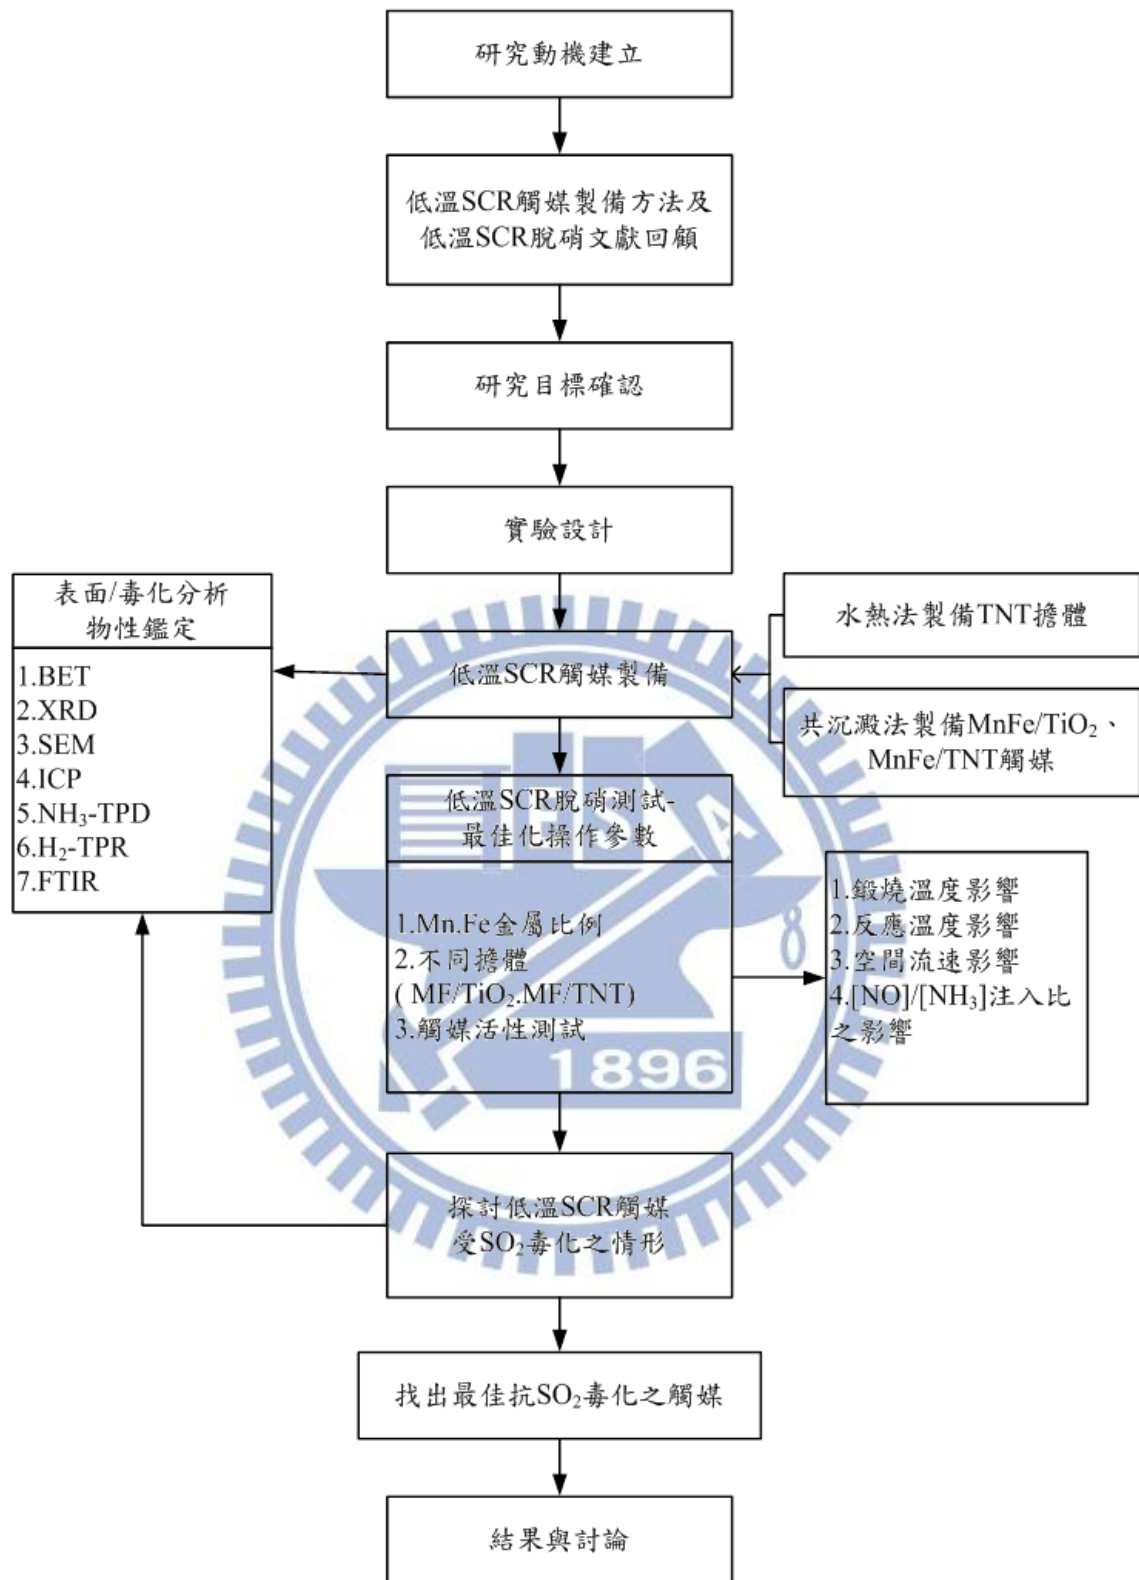 研究動機建立
低溫SCR觸媒製備方法及
低溫SCR脫硝文獻回顧
研究目標確認
實驗設計
表面/毒化分析
物性鑑定
1.BET
2.XRD
3.SEM
4.ICP
5.NH₃-TPD
6.H₂-TPR
7.FTIR
低溫SCR觸媒製備
水熱法製備TNT擔體
共沉澱法製備MnFe/TiO₂、
MnFe/TNT觸媒
低溫SCR脫硝測試-
最佳化操作參數
1.Mn.Fe金屬比例
2.不同擔體
( MF/TiO₂.MF/TNT)
3.觸媒活性測試
1.鍛燒溫度影響
2.反應溫度影響
3.空間流速影響
4.[NO]/[NH₃]注入比
之影響
探討低溫SCR觸媒
受SO₂毒化之情形
找出最佳抗SO₂毒化之觸媒
結果與討論
E
S
A
8
1896